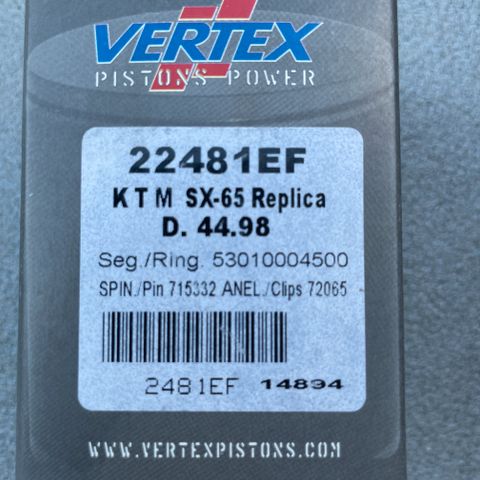 VERTEX
PISTONS POWER
22481EF
KTM SX-65 Replica
D. 44.98
Seg./Ring. 53010004500
SPIN./Pin 715332 ANEL./Clips 72065
2481EF 14894
WWW.VERTEXPISTONS.COM